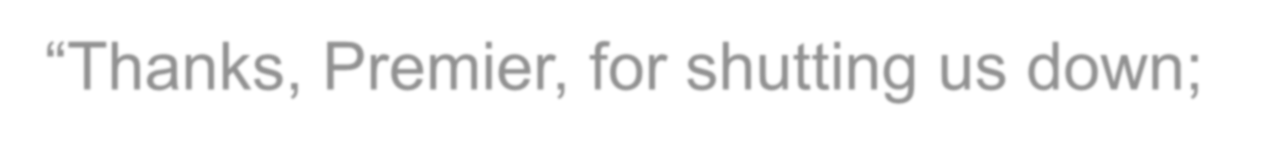 “Thanks, Premier, for shutting us down;